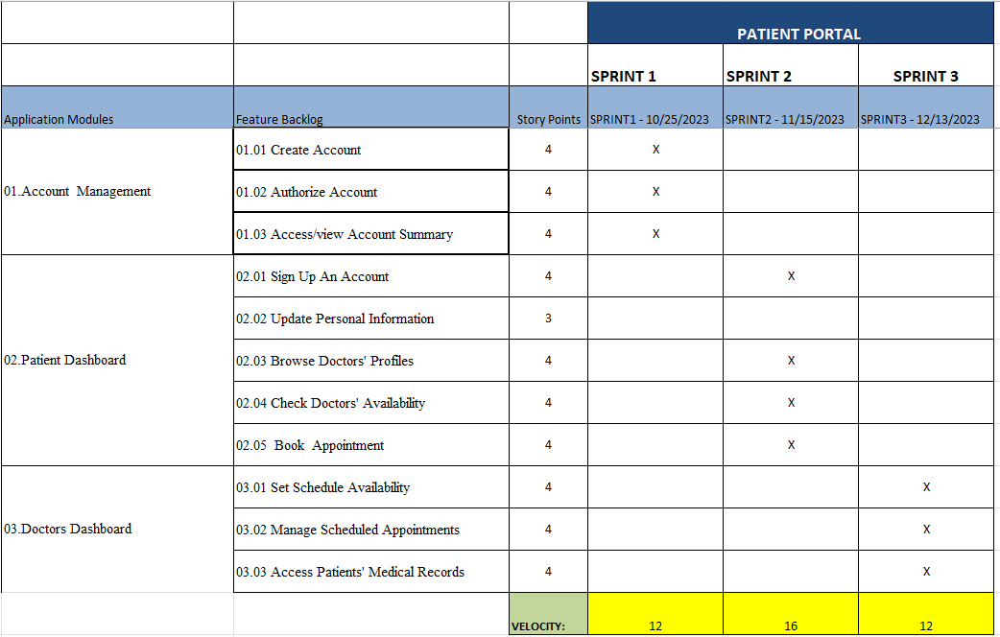 PATIENT PORTAL
SPRINT 1 SPRINT 2 SPRINT 3
Application Modules Feature Backlog Story Points SPRINT1 - 10/25/2023 SPRINT2 - 11/15/2023 SPRINT3 - 12/13/2023
01.Account  Management
01.01 Create Account 4 X
01.02 Authorize Account 4 X
01.03 Access/view Account Summary 4 X
02.Patient Dashboard
02.01 Sign Up An Account 4 X
02.02 Update Personal Information 3
02.03 Browse Doctors' Profiles 4 X
02.04 Check Doctors' Availability 4 X
02.05  Book  Appointment 4 X
03.Doctors Dashboard
03.01 Set Schedule Availability 4 X
03.02 Manage Scheduled Appointments 4 X
03.03 Access Patients' Medical Records 4 X
VELOCITY: 12 16 12